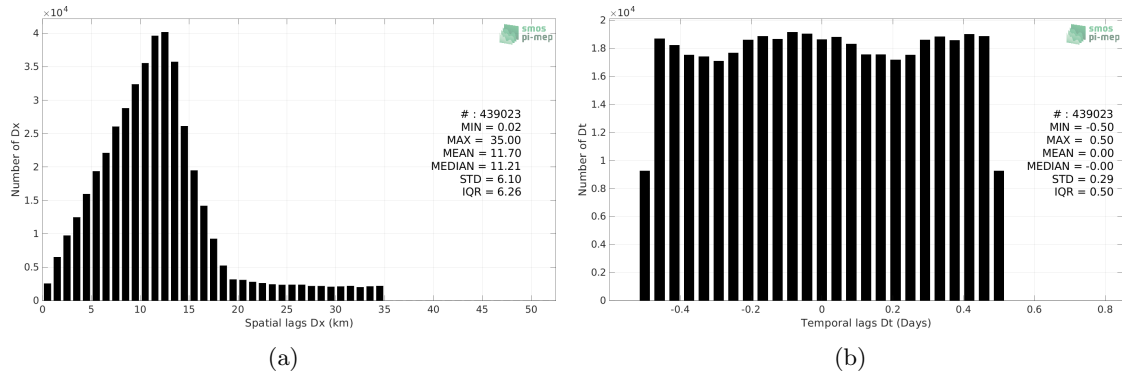 ×10⁴
4
3.5
3
2.5
2
1.5
1
0.5
0
Number of Dx
0 5 10 15 20 25 30 35 40 45 50
Spatial lags Dx (km)
smos
pi-mep
# : 439023
MIN = 0.02
MAX = 35.00
MEAN = 11.70
MEDIAN = 11.21
STD = 6.10
IQR = 6.26
(a)
×10⁴
2
1.8
1.6
1.4
1.2
1
0.8
0.6
0.4
0.2
0
Number of Dt
-0.4 -0.2 0 0.2 0.4 0.6 0.8
Temporal lags Dt (Days)
smos
pi-mep
# : 439023
MIN = -0.50
MAX = 0.50
MEAN = 0.00
MEDIAN = -0.00
STD = 0.29
IQR = 0.50
(b)